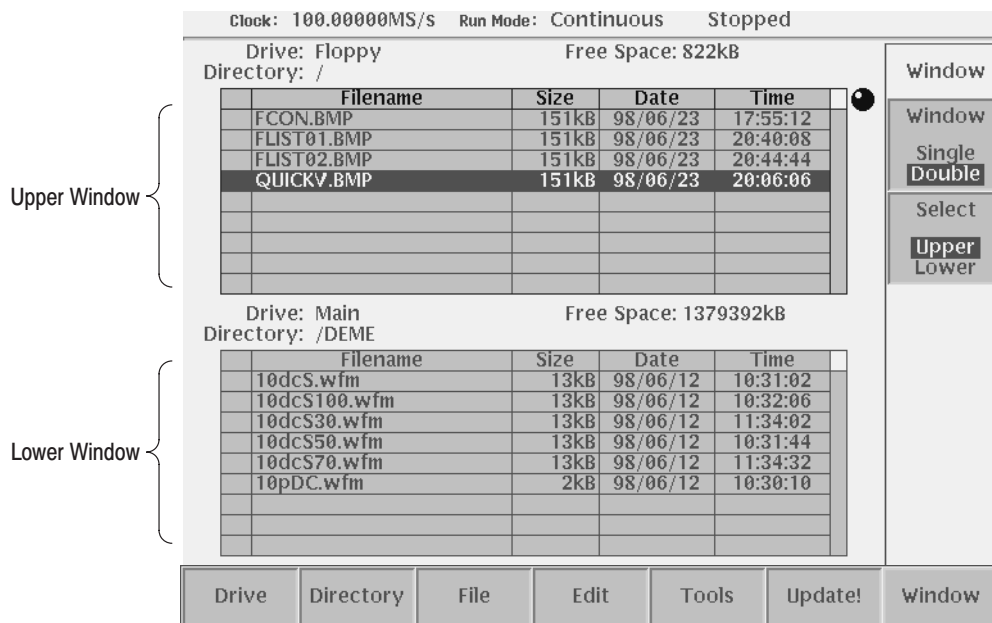 Clock: 100.00000MS/s Run Mode: Continuous Stopped
Drive: Floppy Free Space: 822kB
Directory: /
Filename Size Date Time
FCON.BMP 151kB 98/06/23 17:55:12
FLIST01.BMP 151kB 98/06/23 20:40:08
FLIST02.BMP 151kB 98/06/23 20:44:44
QUICKV.BMP 151kB 98/06/23 20:06:06
Upper Window
Drive: Main Free Space: 1379392kB
Directory: /DEME
Filename Size Date Time
10dcS.wfm 13kB 98/06/12 10:31:02
10dcS100.wfm 13kB 98/06/12 10:32:06
10dcS30.wfm 13kB 98/06/12 11:34:02
10dcS50.wfm 13kB 98/06/12 10:31:44
10dcS70.wfm 13kB 98/06/12 11:34:32
10pDC.wfm 2kB 98/06/12 10:30:10
Lower Window
Window
Window
Single
Double
Select
Upper
Lower
Drive Directory File Edit Tools Update! Window